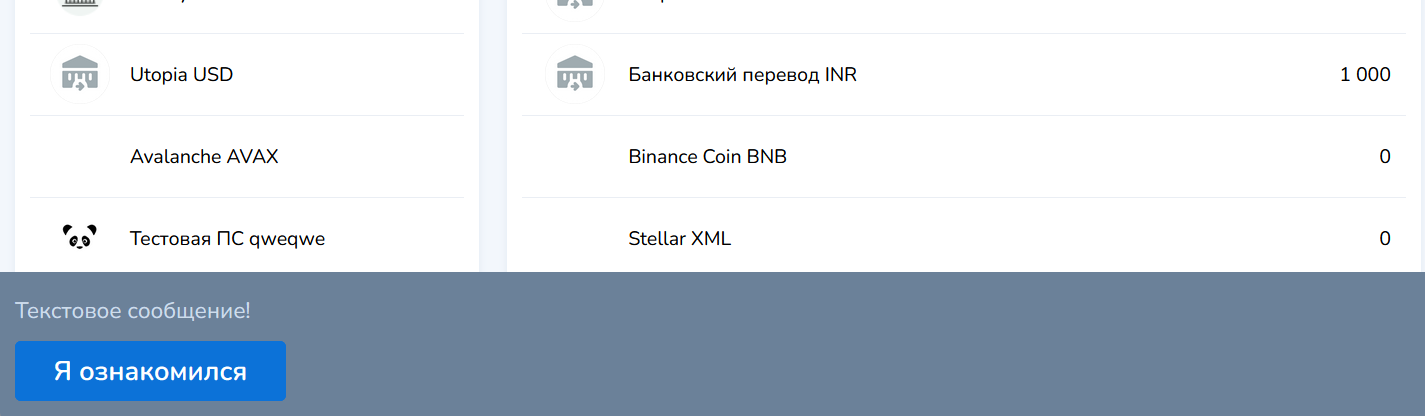 Utopia USD
Банковский перевод INR 1 000
Avalanche AVAX
Binance Coin BNB 0
Тестовая ПС qweqwe
Stellar XML 0
Текстовое сообщение!
Я ознакомился